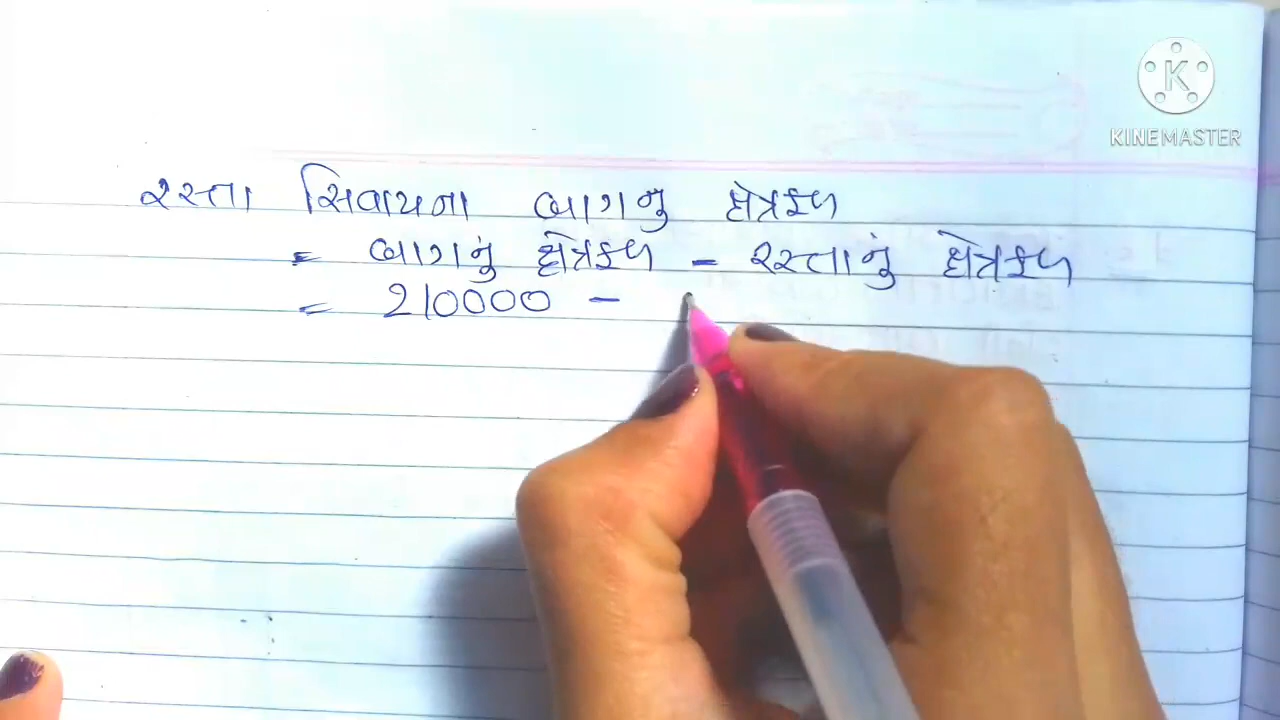 રસ્તા સિવાયના બાગનુ ક્ષેત્રફળ
= બાગનું ક્ષેત્રફળ - રસ્તાનું ક્ષેત્રફળ
= 210000 -
K
KINEMASTER